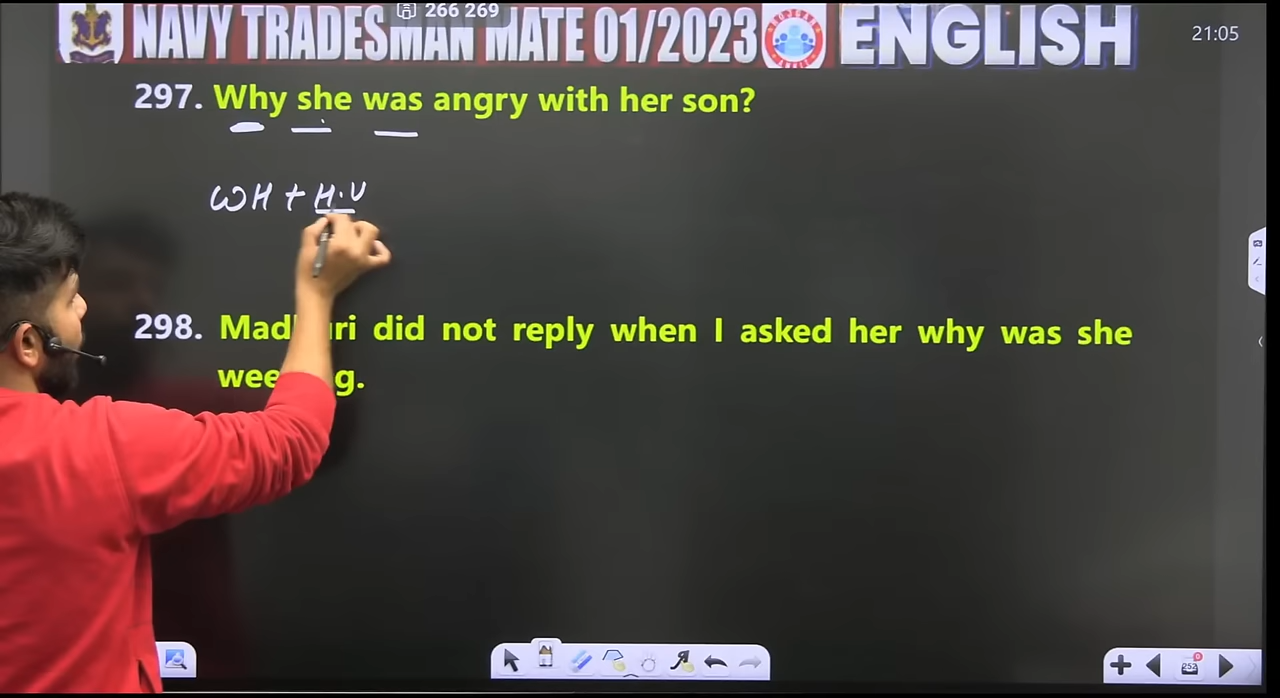 266 269
NAVY TRADESMAN MATE 01/2023 ENGLISH
21:05
297. Why she was angry with her son?
WH + H.V
298. did not reply when I asked her why was she
252